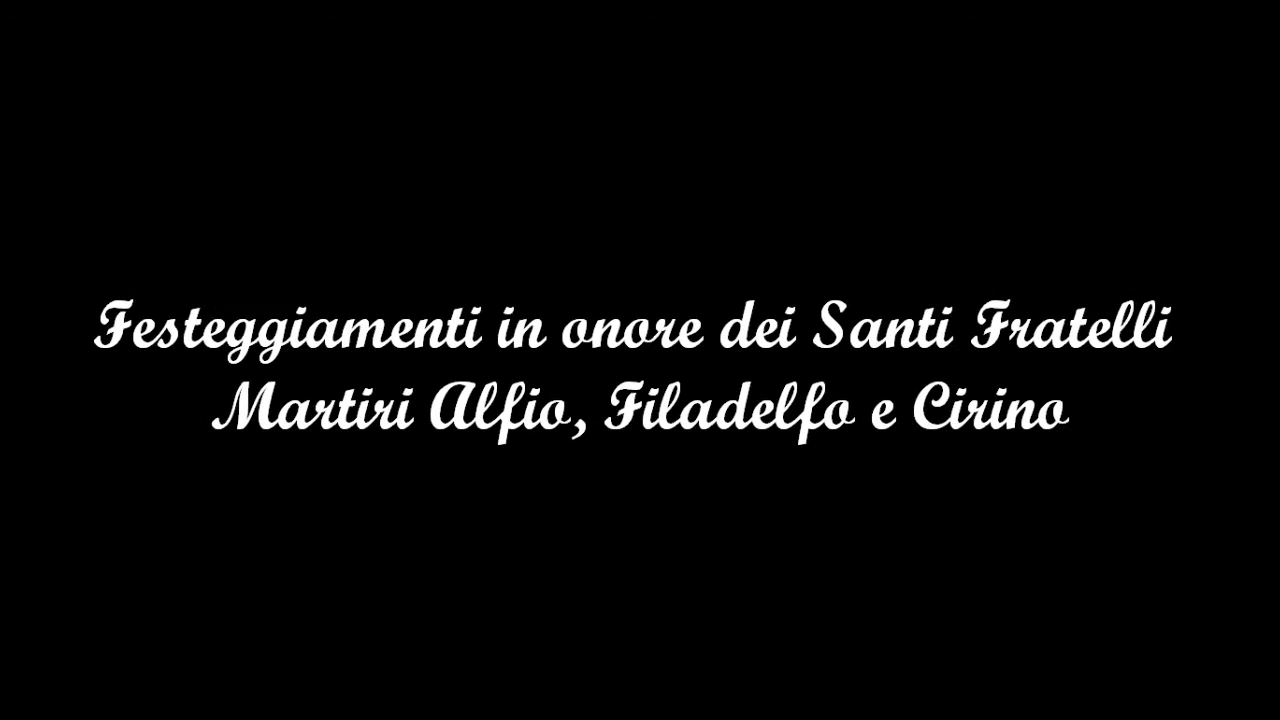 Festeggiamenti in onore dei Santi Fratelli
Martiri Alfio, Filadelfo e Cirino